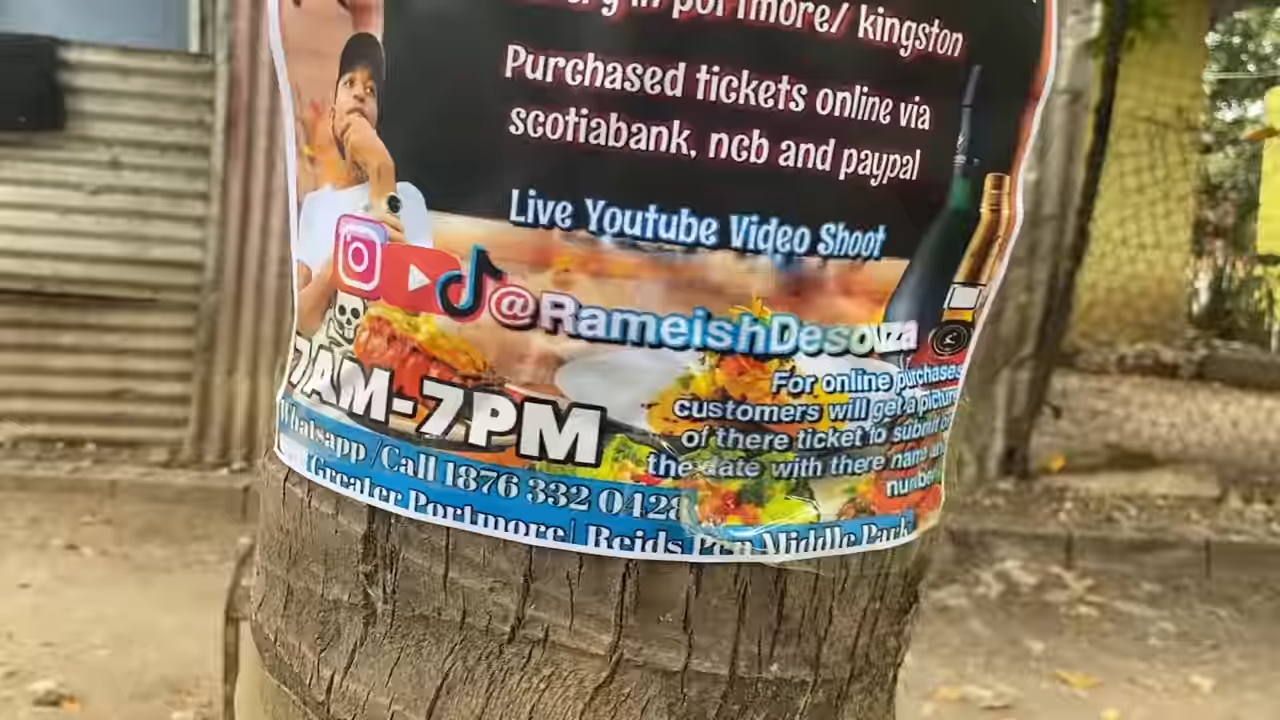 in portmore/ kingston
Purchased tickets online via
scotiabank, ncb and paypal
Live Youtube Video Shoot
@RameishDesouza
7AM-7PM
For online purchases
customers will get a picture
of there ticket to submit
the date with there name
number
Whatsapp /Call 1876 332 0428
Greater Portmore| Reids Pen Middle Park